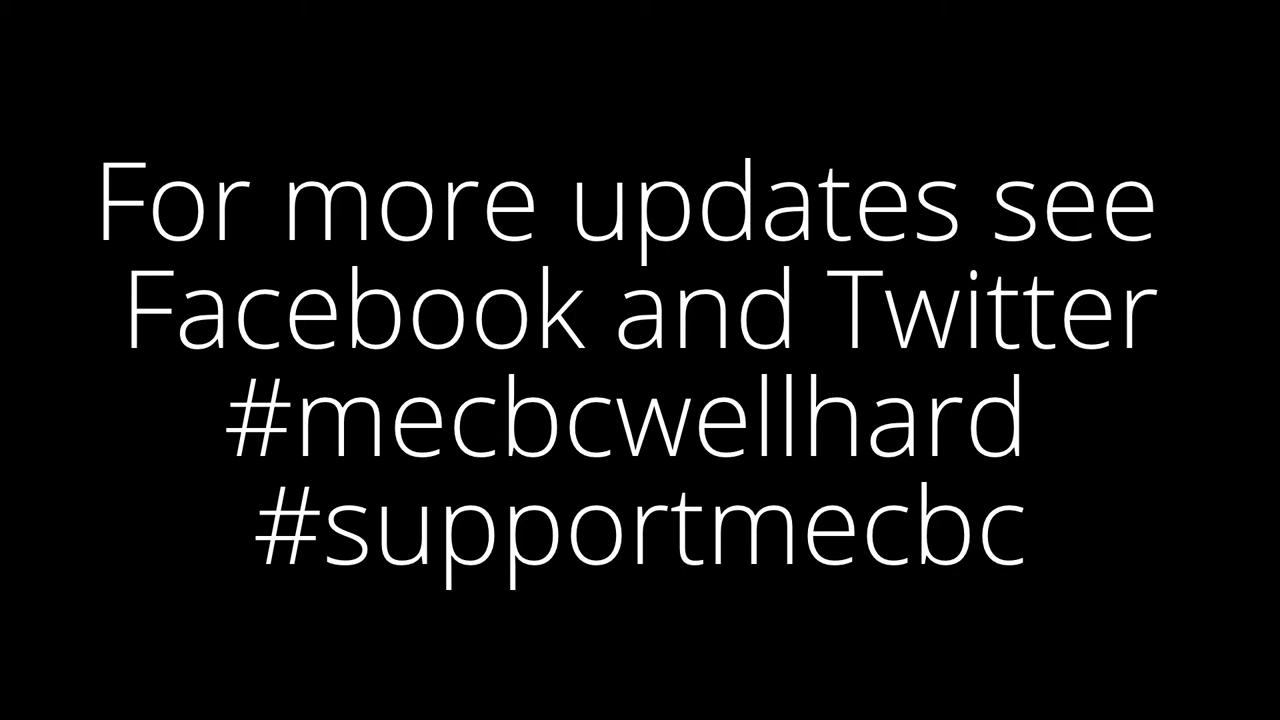 For more updates see
Facebook and Twitter
#mecbcwellhard
#supportmecbc